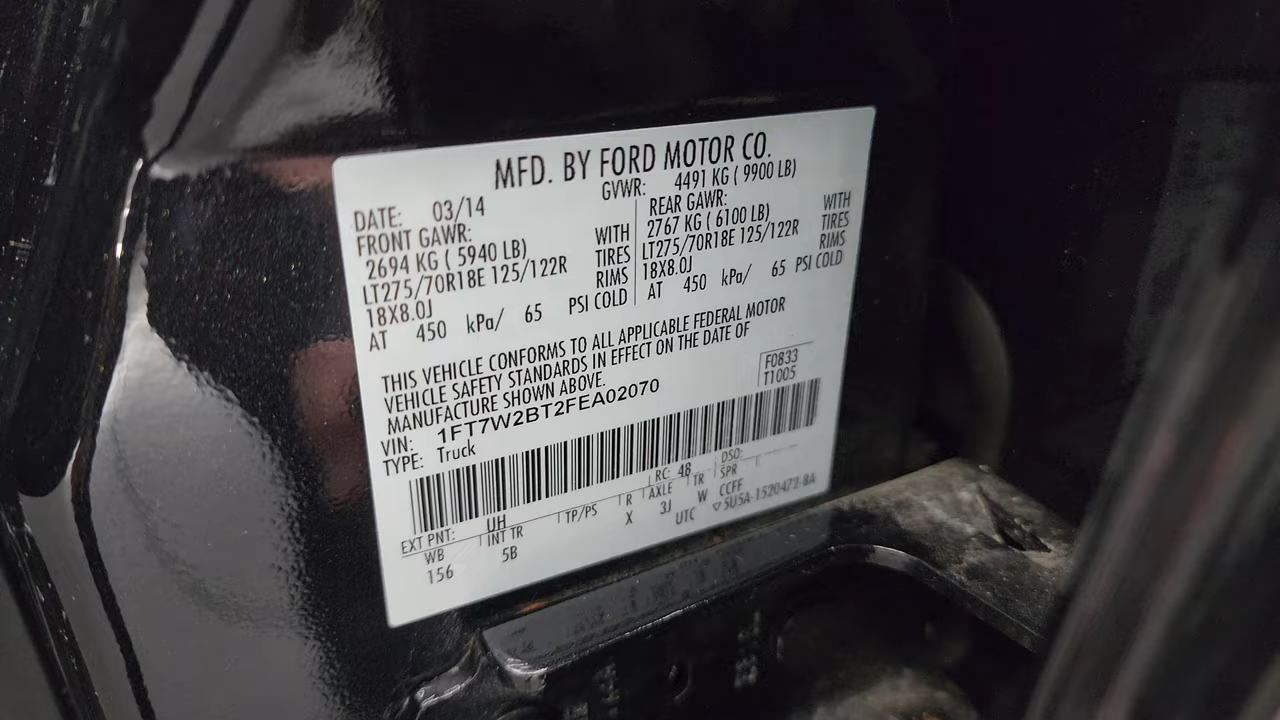 MFD. BY FORD MOTOR CO.
DATE: 03/14
GVWR: 4491 KG ( 9900 LB)
FRONT GAWR:
2694 KG ( 5940 LB) WITH
LT275/70R18E 125/122R TIRES
18X8.0J RIMS
AT 450 kPa/ 65 PSI COLD
REAR GAWR:
2767 KG ( 6100 LB) WITH
LT275/70R18E 125/122R TIRES
18X8.0J RIMS
AT 450 kPa/ 65 PSI COLD
THIS VEHICLE CONFORMS TO ALL APPLICABLE FEDERAL MOTOR
VEHICLE SAFETY STANDARDS IN EFFECT ON THE DATE OF
MANUFACTURE SHOWN ABOVE.
VIN: 1FT7W2BT2FEA02070
TYPE: Truck
F0833
T1005
EXT PNT: UH RC: 48 DSO:
WB INT TR TP/PS R AXLE TR SPR
156 5B X 3J W CCFF
UTC ▽5U5A-1520472-BA